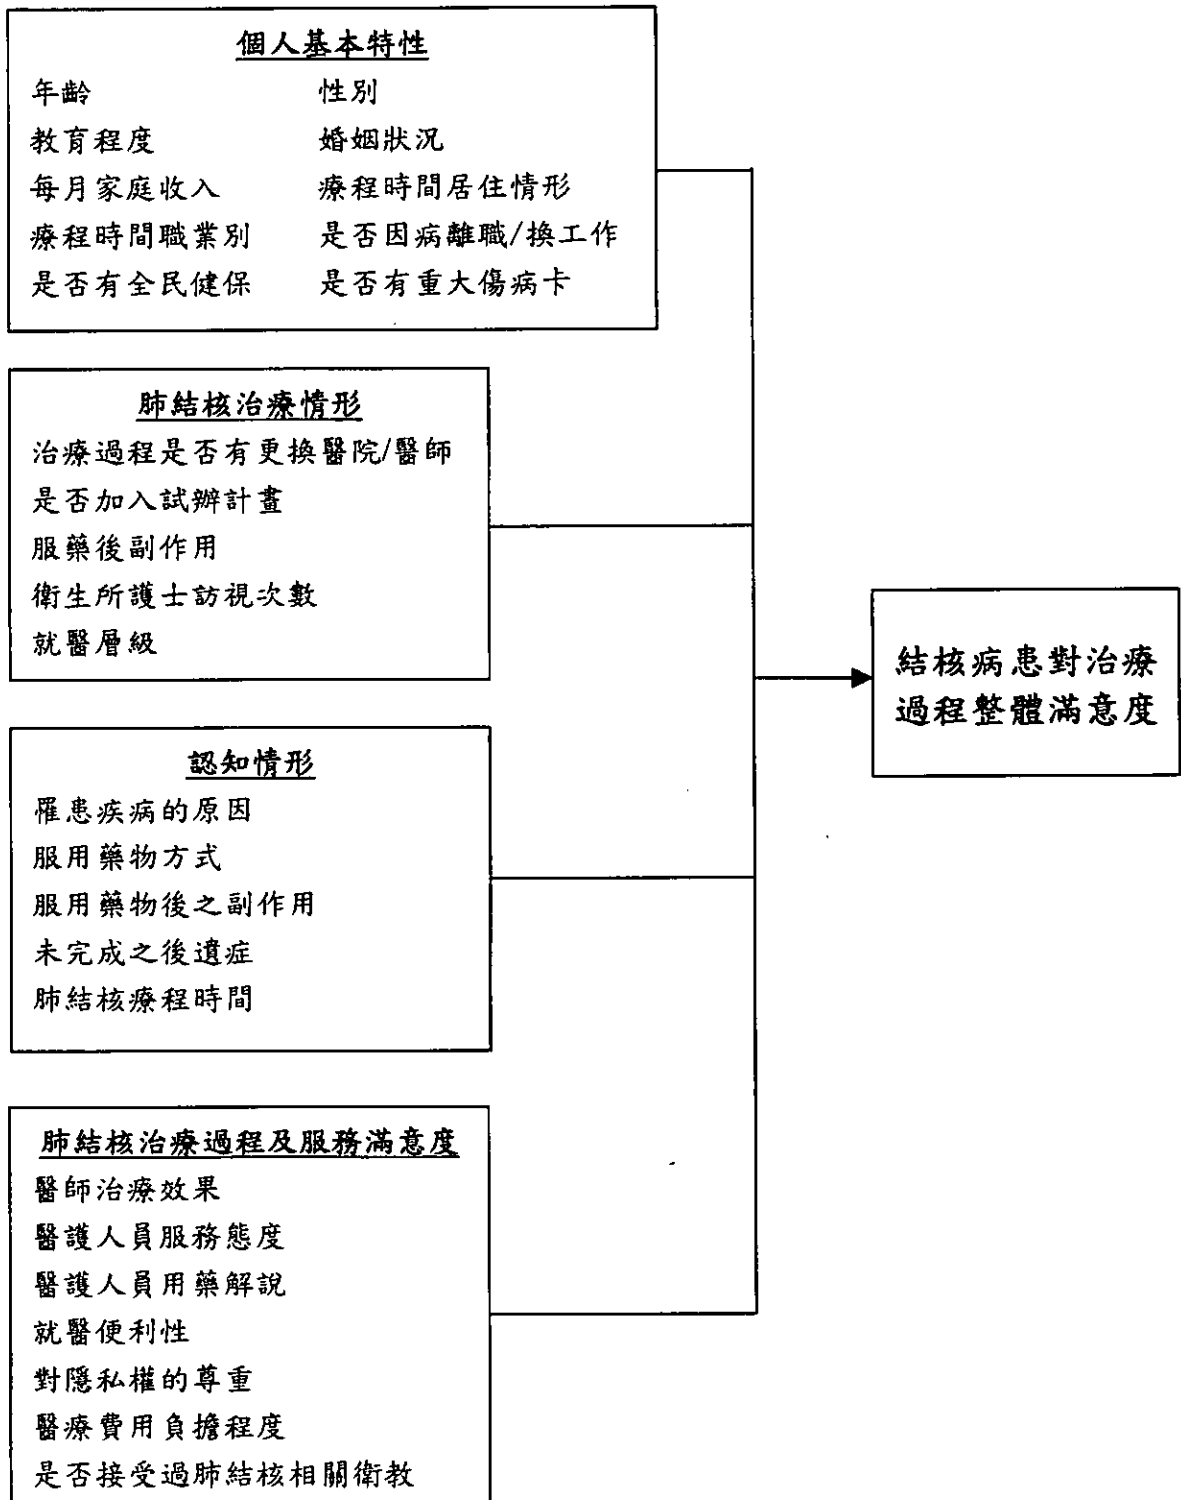 個人基本特性
年齡 性別
教育程度 婚姻狀況
每月家庭收入 療程時間居住情形
療程時間職業別 是否因病離職/換工作
是否有全民健保 是否有重大傷病卡
肺結核治療情形
治療過程是否有更換醫院/醫師
是否加入試辦計畫
服藥後副作用
衛生所護士訪視次數
就醫層級
結核病患對治療
過程整體滿意度
認知情形
罹患疾病的原因
服用藥物方式
服用藥物後之副作用
未完成之後遺症
肺結核療程時間
肺結核治療過程及服務滿意度
醫師治療效果
醫護人員服務態度
醫護人員用藥解說
就醫便利性
對隱私權的尊重
醫療費用負擔程度
是否接受過肺結核相關衛教